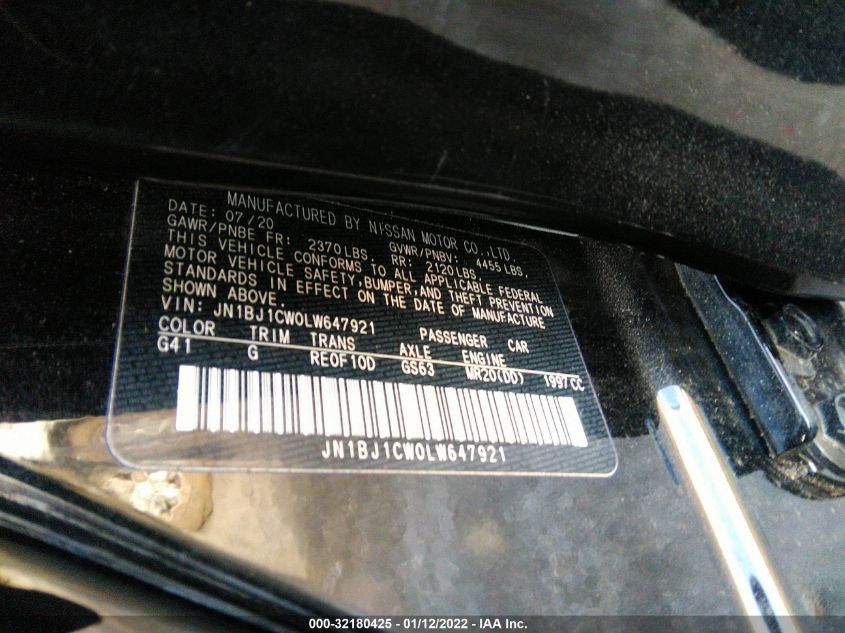 MANUFACTURED BY NISSAN MOTOR CO.,LTD.
DATE: 07/20 GVWR/PNBV: 4455LBS,
GAWR/PNBE FR: 2370LBS, RR: 2120LBS
THIS VEHICLE CONFORMS TO ALL APPLICABLE FEDERAL
MOTOR VEHICLE SAFETY,BUMPER,AND THEFT PREVENTION
STANDARDS IN EFFECT ON THE DATE OF MANUFACTURE
SHOWN ABOVE.
VIN: JN1BJ1CW0LW647921 PASSENGER CAR
COLOR TRIM TRANS AXLE ENGINE
G41 G RE0F10D GS63 MR20(DD) 1997CC
JN1BJ1CW0LW647921
000-32180425 - 01/12/2022 - IAA Inc.